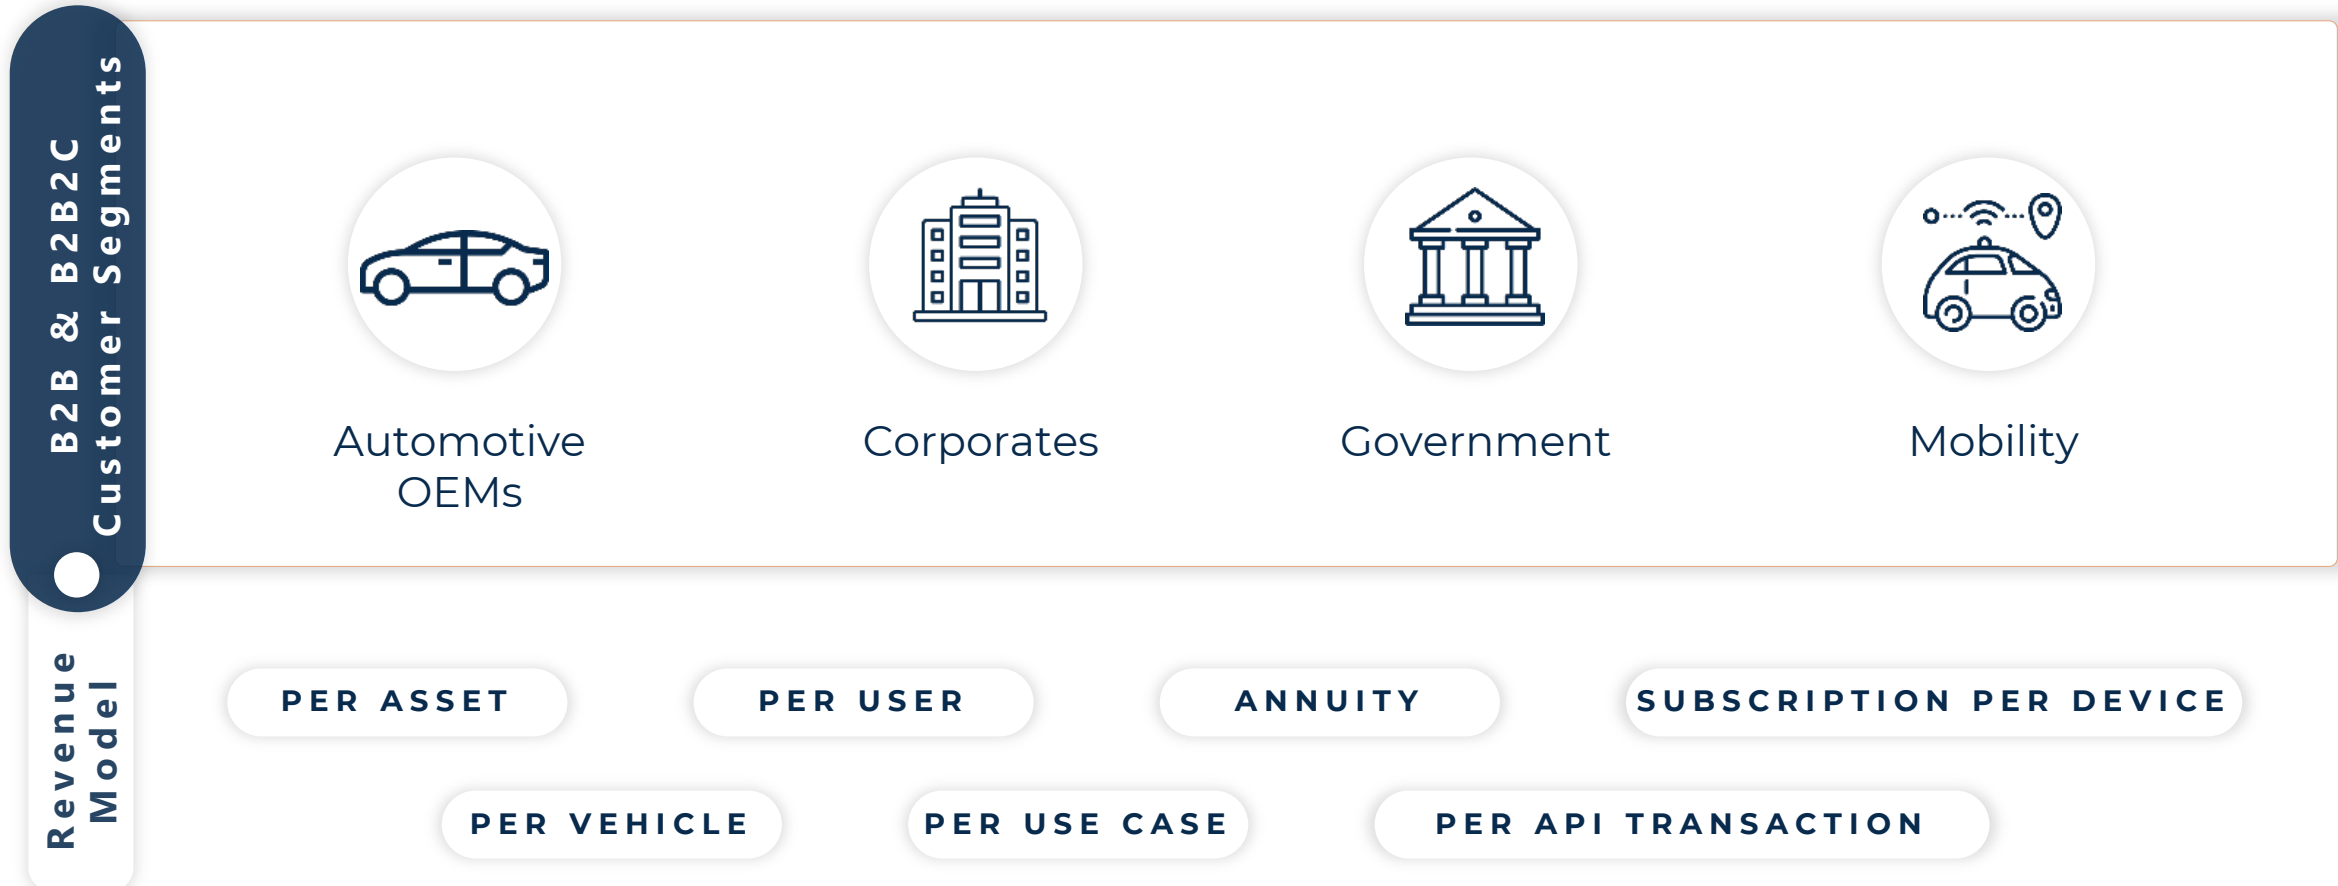 B2B & B2B2C
Customer Segments
Automotive
OEMs
Corporates
Government
Mobility
Revenue
Model
PER ASSET
PER USER
ANNUITY
SUBSCRIPTION PER DEVICE
PER VEHICLE
PER USE CASE
PER API TRANSACTION